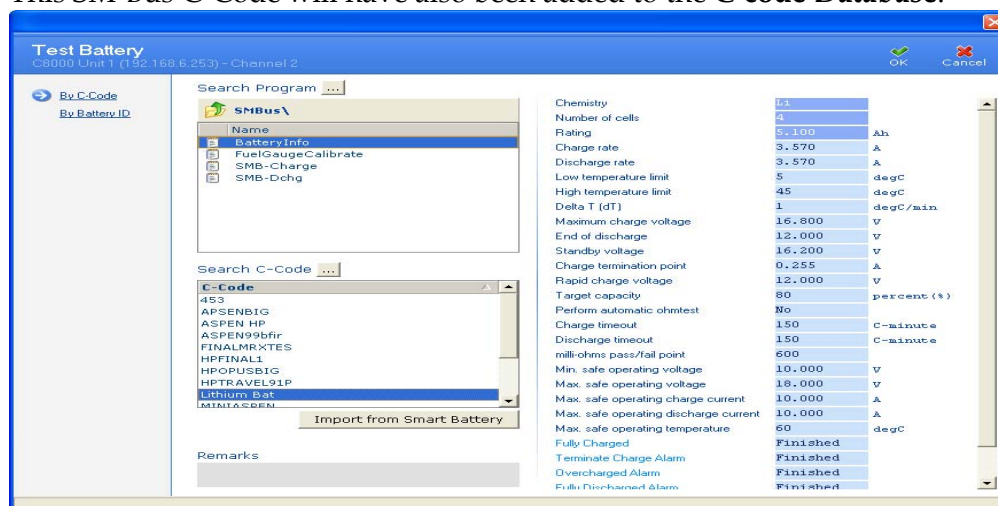 This SM Bus C-Code will have also been added to the C-code Database.
Test Battery
C8000 Unit 1 (192.168.6.253) - Channel 2
OK
Cancel
By C-Code
By Battery ID
Search Program ...
SMBus\
Name
BatteryInfo
FuelGaugeCalibrate
SMB-Charge
SMB-Dchg
Search C-Code ...
C-Code
453
APSENBIG
ASPEN HP
ASPEN99bfir
FINALMRXTES
HPFINAL1
HPOPUSBIG
HPTRAVEL91P
Lithium Bat
MINIASPEN
Import from Smart Battery
Remarks
Chemistry Li
Number of cells 4
Rating 5.100 Ah
Charge rate 3.570 A
Discharge rate 3.570 A
Low temperature limit 5 degC
High temperature limit 45 degC
Delta T (dT) 1 degC/min
Maximum charge voltage 16.800 V
End of discharge 12.000 V
Standby voltage 16.200 V
Charge termination point 0.255 A
Rapid charge voltage 12.000 V
Target capacity 80 percent(%)
Perform automatic ohmtest No
Charge timeout 150 C-minute
Discharge timeout 150 C-minute
milli-ohms pass/fail point 600
Min. safe operating voltage 10.000 V
Max. safe operating voltage 18.000 V
Max. safe operating charge current 10.000 A
Max. safe operating discharge current 10.000 A
Max. safe operating temperature 60 degC
Fully Charged Finished
Terminate Charge Alarm Finished
Overcharged Alarm Finished
Fully Discharged Alarm Finished